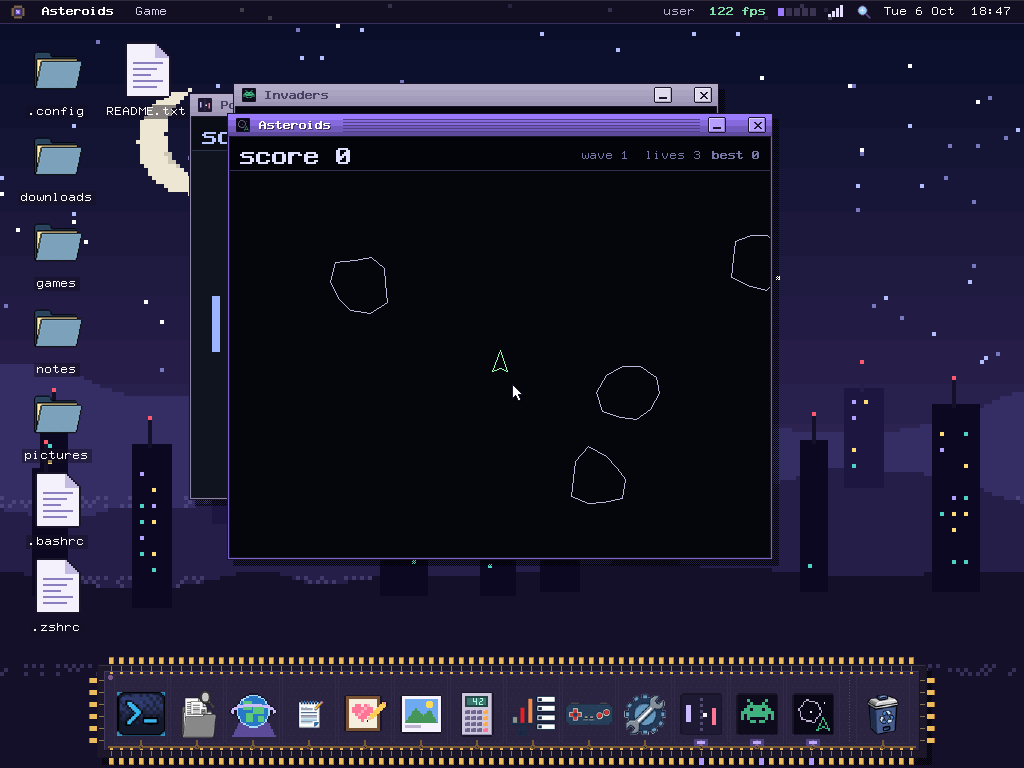 Asteroids Game user 122 fps Tue 6 Oct 18:47
.config
README.txt
downloads
games
notes
pictures
.bashrc
.zshrc
Invaders
Asteroids
score 0 wave 1 lives 3 best 0
42